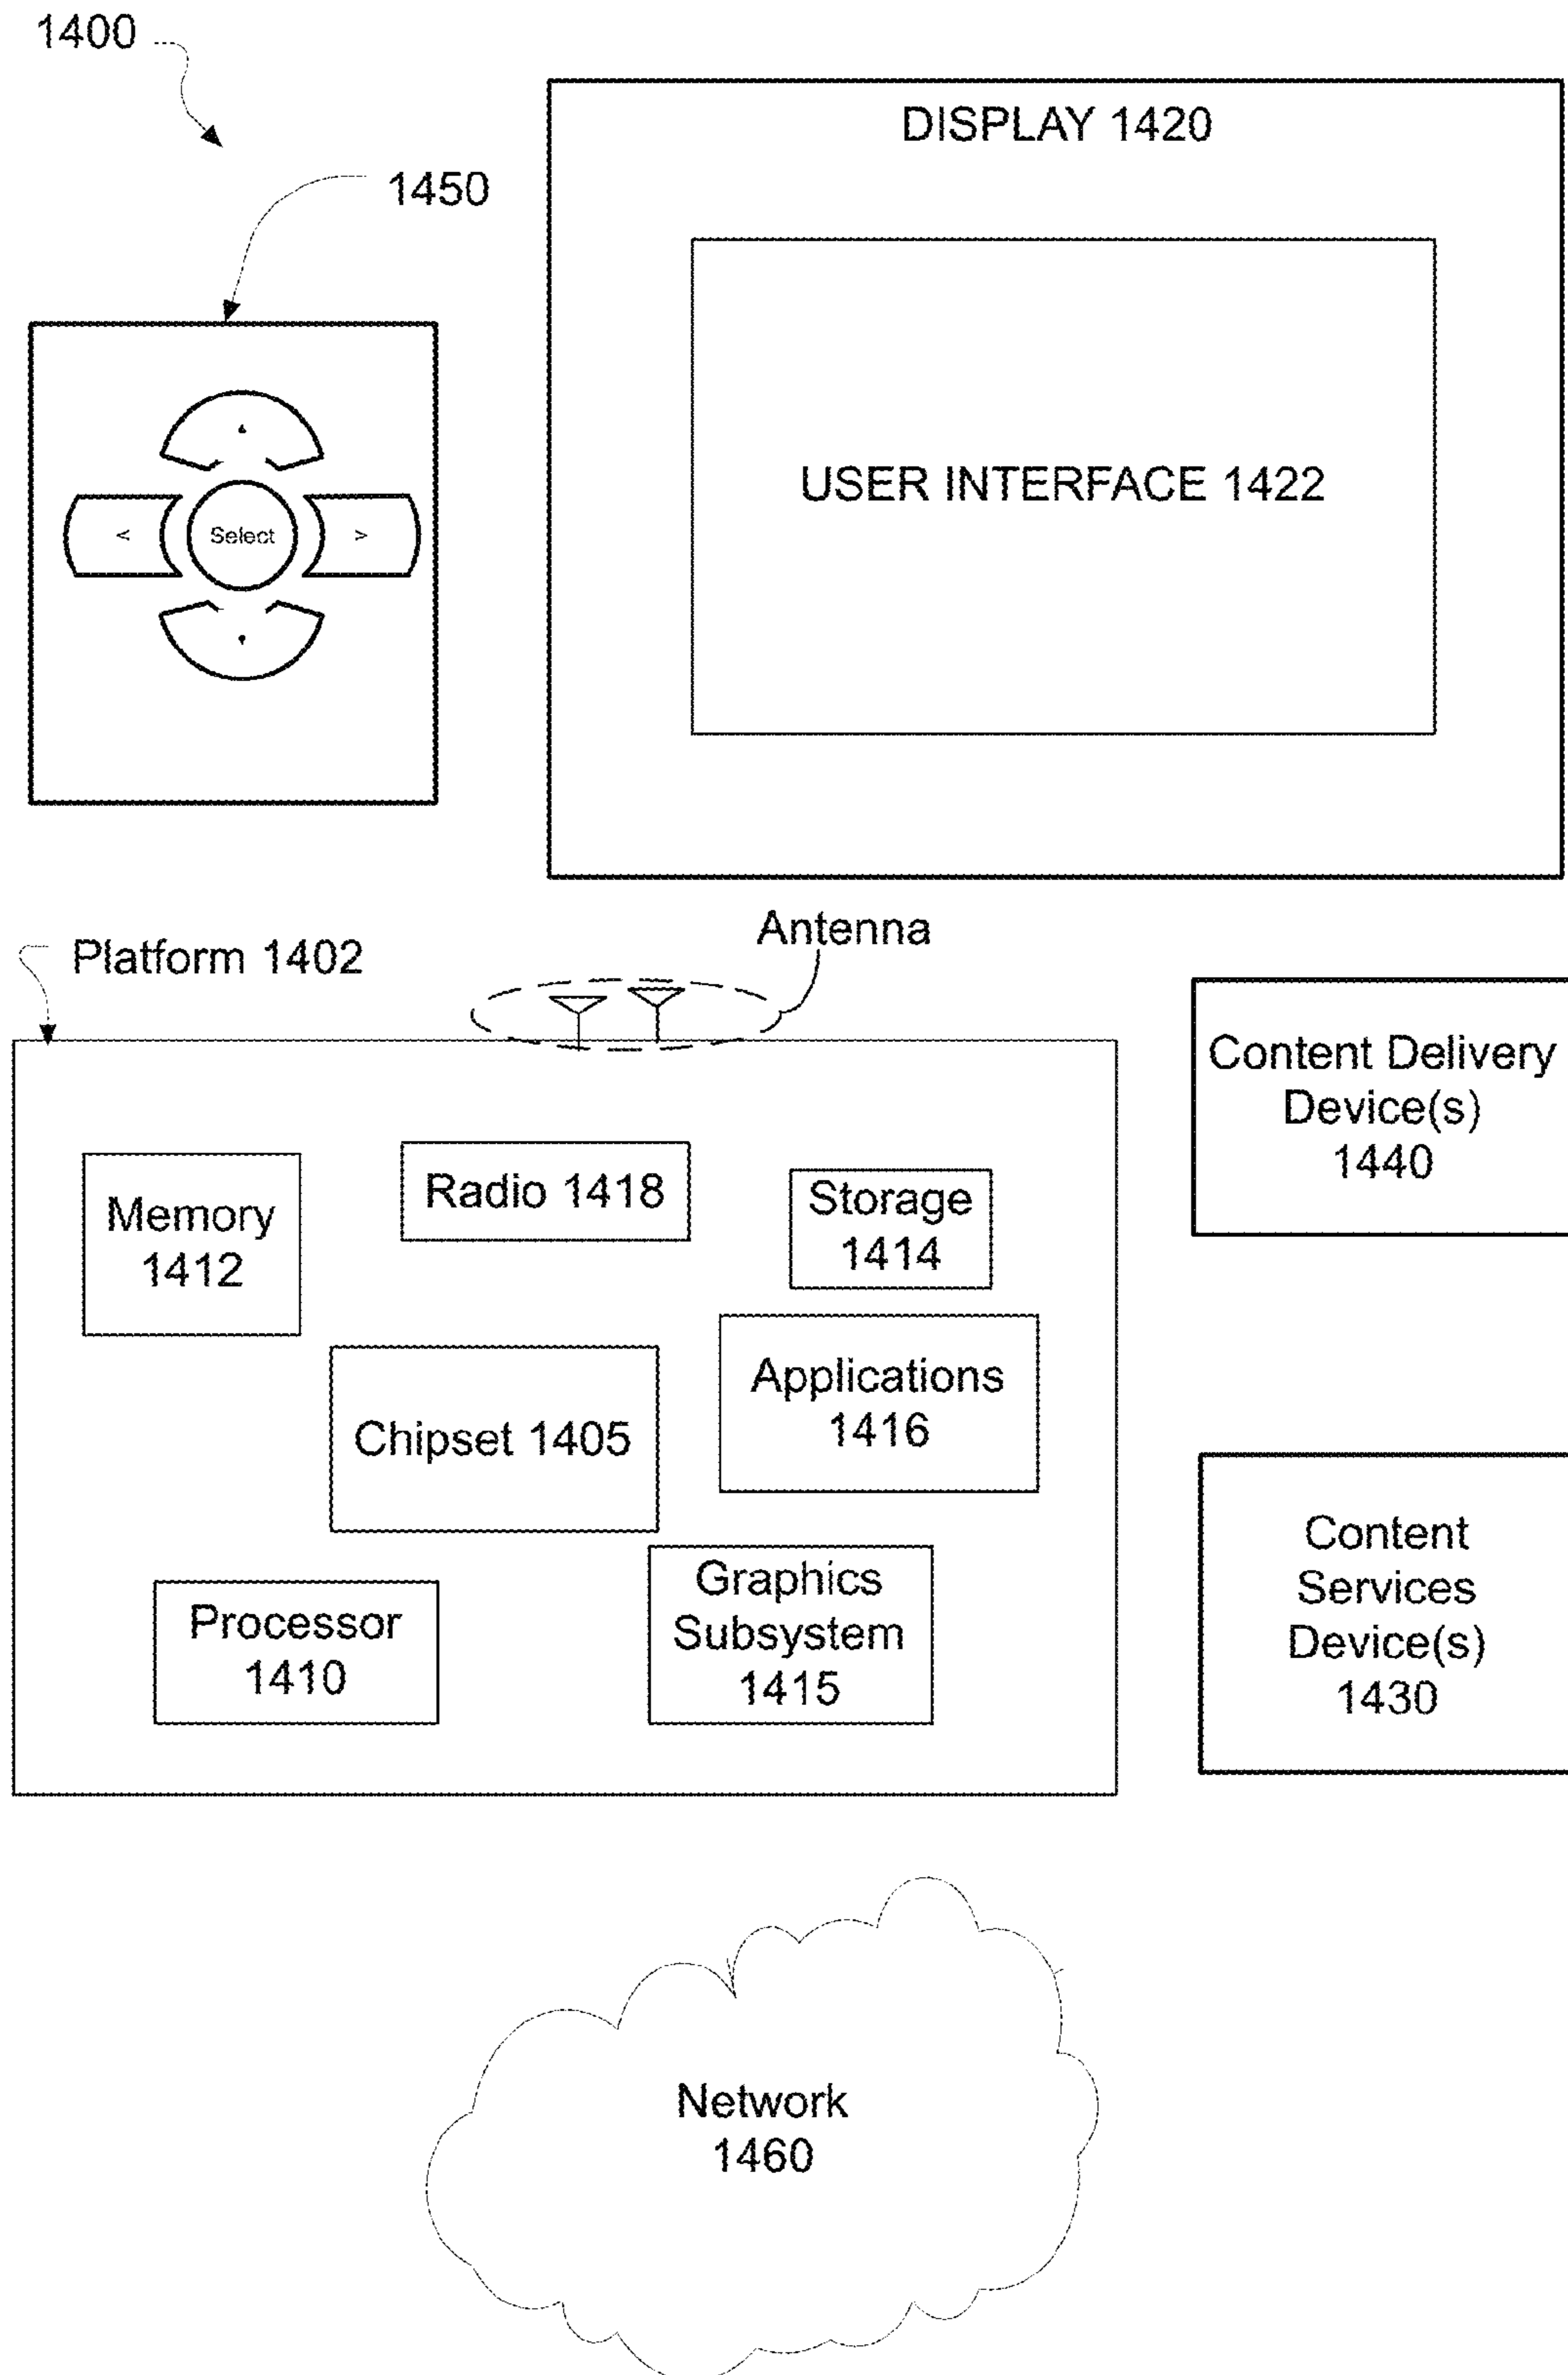 1400
1450
DISPLAY 1420
USER INTERFACE 1422
<
Select
>
Platform 1402
Antenna
Memory
1412
Radio 1418
Storage
1414
Chipset 1405
Applications
1416
Processor
1410
Graphics
Subsystem
1415
Content Delivery
Device(s)
1440
Content
Services
Device(s)
1430
Network
1460